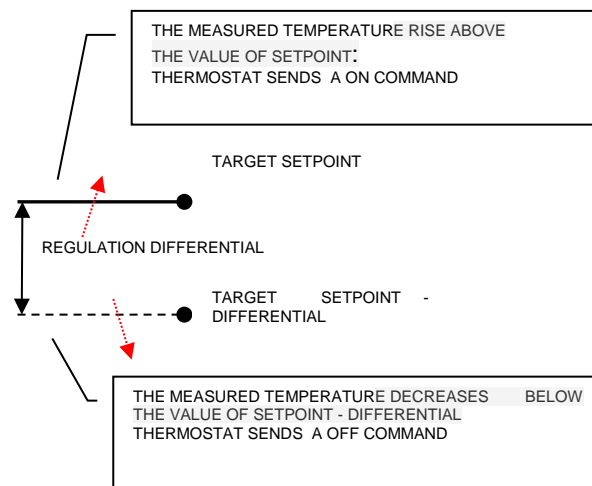 THE MEASURED TEMPERATURE RISE ABOVE
THE VALUE OF SETPOINT:
THERMOSTAT SENDS A ON COMMAND
TARGET SETPOINT
REGULATION DIFFERENTIAL
TARGET SETPOINT -
DIFFERENTIAL
THE MEASURED TEMPERATURE DECREASES BELOW
THE VALUE OF SETPOINT - DIFFERENTIAL
THERMOSTAT SENDS A OFF COMMAND